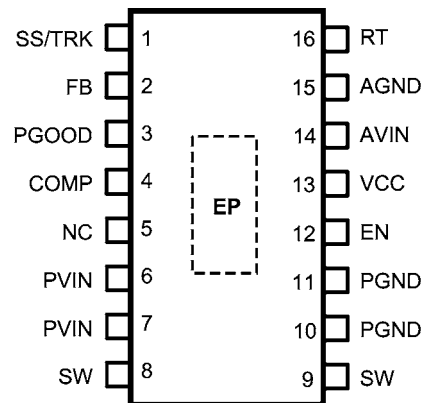 SS/TRK 1 16 RT
FB 2 15 AGND
PGOOD 3 14 AVIN
COMP 4 13 VCC
EP
NC 5 12 EN
PVIN 6 11 PGND
PVIN 7 10 PGND
SW 8 9 SW